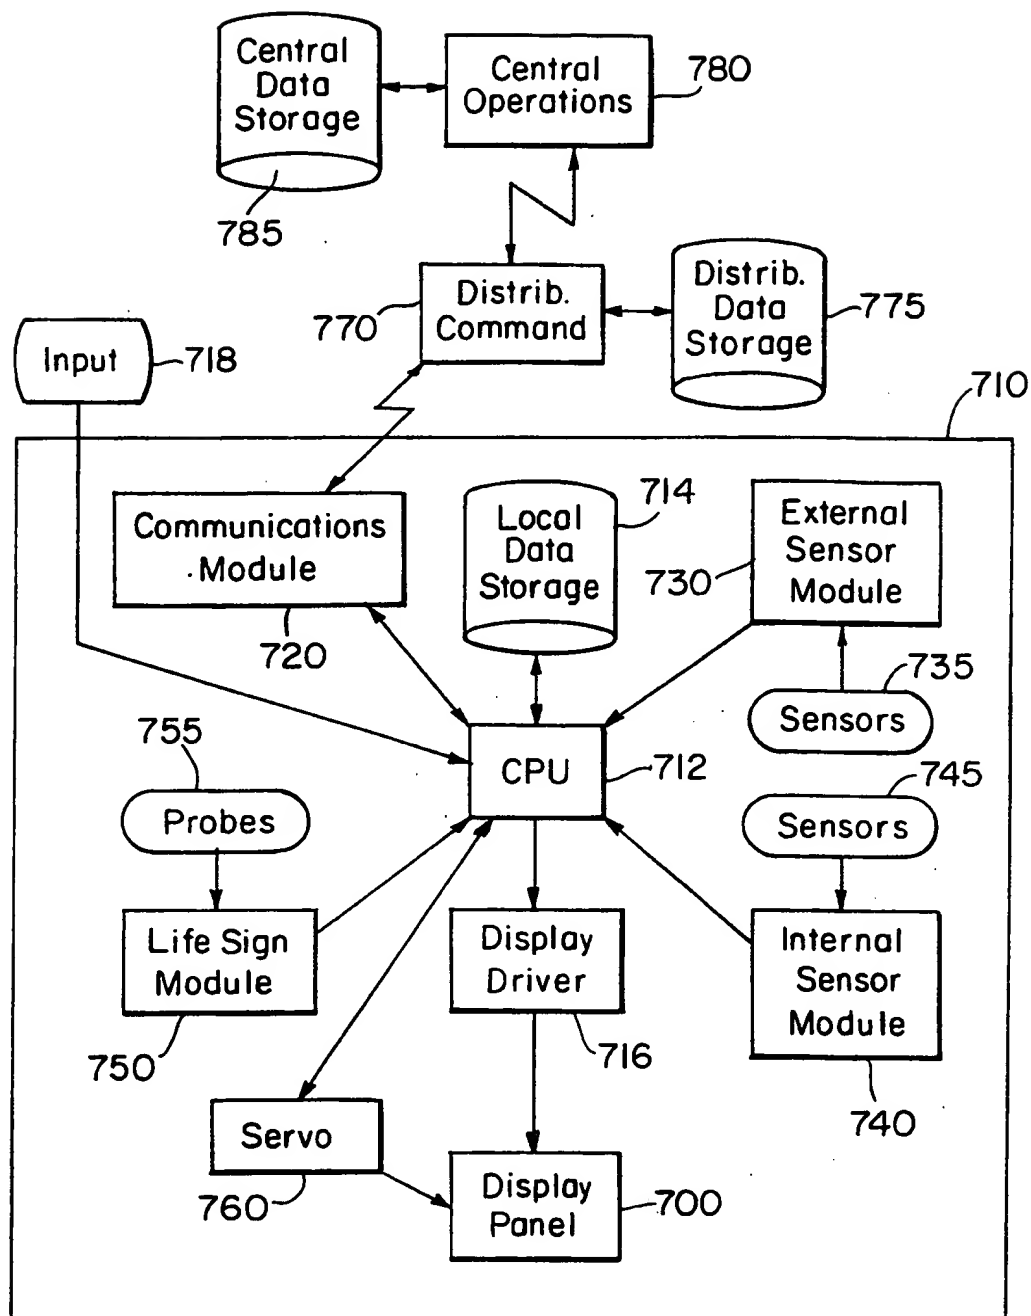 Central
Data
Storage
785
Central
Operations
780
Distrib.
Command
770
Distrib.
Data
Storage
775
Input
718
710
Communications
Module
720
Local
Data
Storage
714
External
Sensor
Module
730
Sensors
735
CPU
712
Probes
755
Sensors
745
Life Sign
Module
750
Display
Driver
716
Internal
Sensor
Module
740
Servo
760
Display
Panel
700